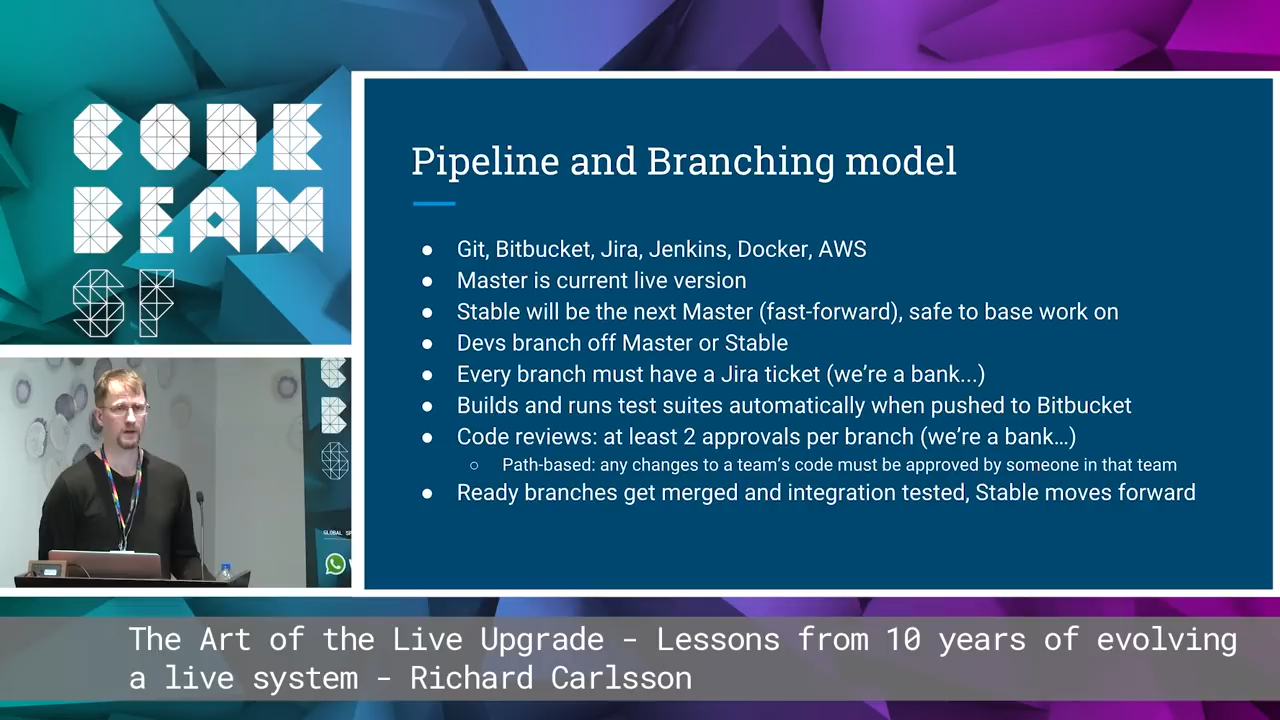 CODE
BEAM
SF
Pipeline and Branching model
● Git, Bitbucket, Jira, Jenkins, Docker, AWS
● Master is current live version
● Stable will be the next Master (fast-forward), safe to base work on
● Devs branch off Master or Stable
● Every branch must have a Jira ticket (we’re a bank...)
● Builds and runs test suites automatically when pushed to Bitbucket
● Code reviews: at least 2 approvals per branch (we’re a bank…)
○ Path-based: any changes to a team’s code must be approved by someone in that team
● Ready branches get merged and integration tested, Stable moves forward
GLOBAL SP
The Art of the Live Upgrade - Lessons from 10 years of evolving
a live system - Richard Carlsson